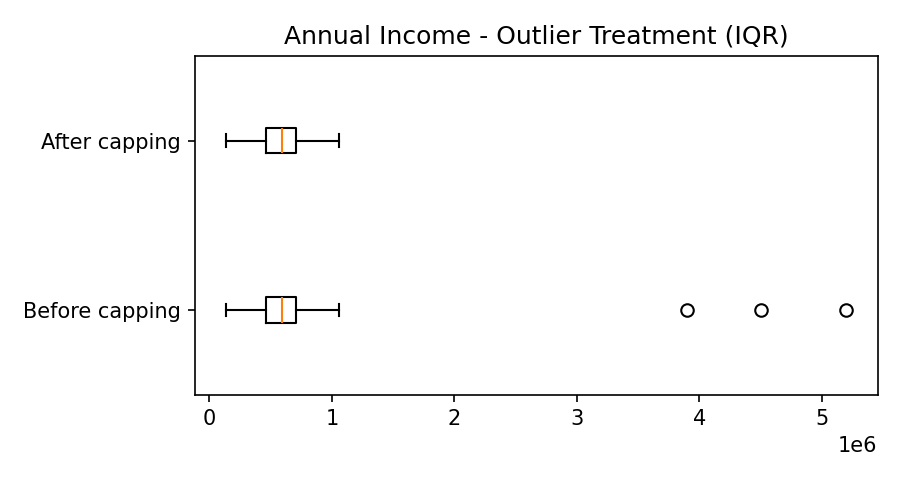 Annual Income - Outlier Treatment (IQR)
After capping
Before capping
0 1 2 3 4 5
1e6